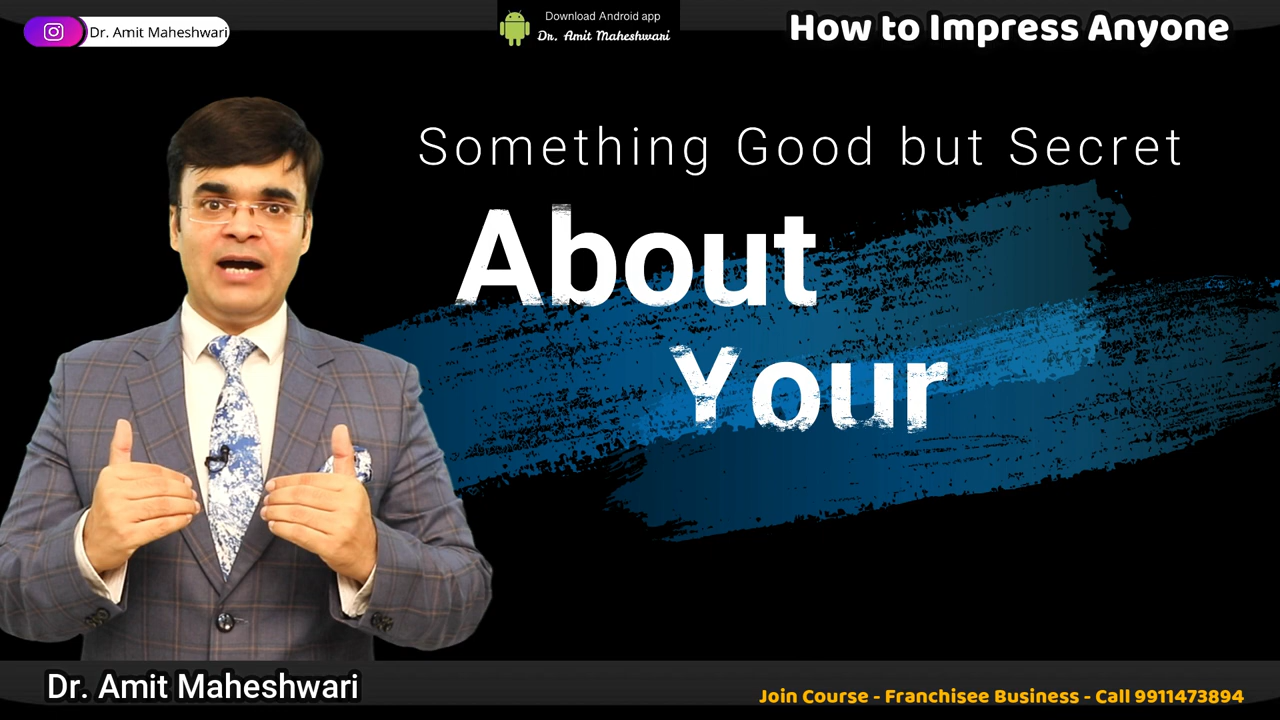 Dr. Amit Maheshwari
Download Android app
Dr. Amit Maheshwari
How to Impress Anyone
Something Good but Secret
About
Your
Dr. Amit Maheshwari
Join Course - Franchisee Business - Call 9911473894